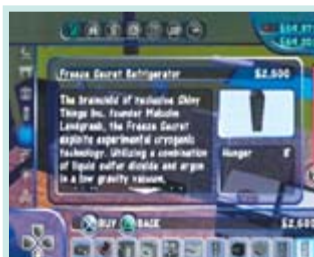 Freeze Secret Refrigerator $2,500
The brainchild of reclusive Shiny
Things Inc. founder Malcolm
Landgraab, the Freeze Secret
exploits experimental cryogenic
technology. Utilizing a combination
of liquid sulfur dioxide and argon
in a low gravity vacuum,
Hunger
BUY BACK